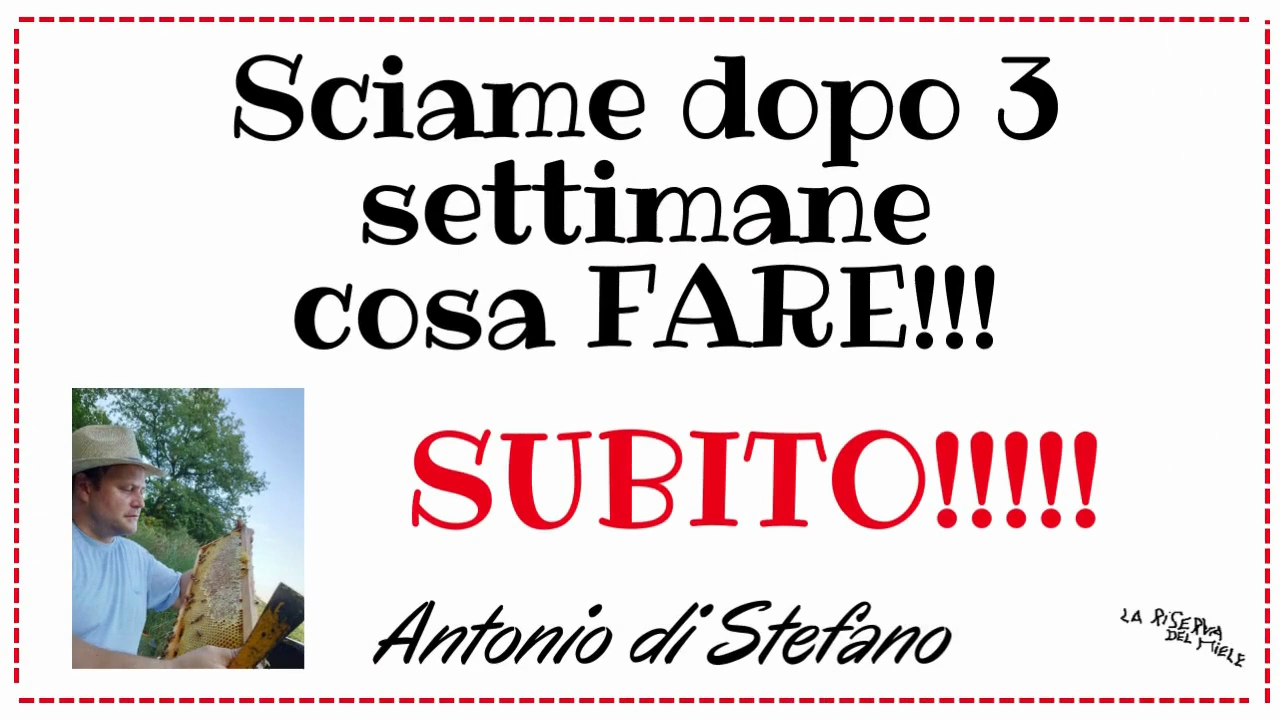 Sciame dopo 3
settimane
cosa FARE!!!
SUBITO!!!!!
Antonio di Stefano
LA RISERVA
DEL MIELE